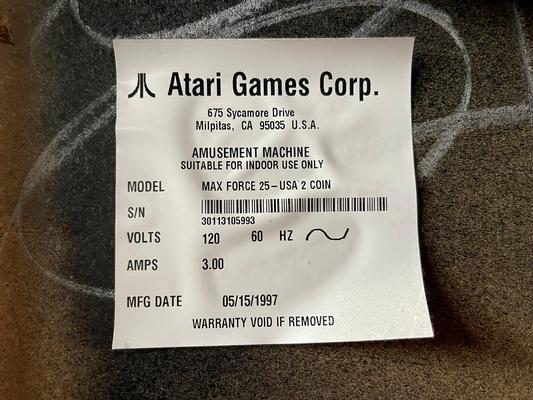 Atari Games Corp.
675 Sycamore Drive
Milpitas, CA 95035 U.S.A.
AMUSEMENT MACHINE
SUITABLE FOR INDOOR USE ONLY
MODEL MAX FORCE 25-USA 2 COIN
S/N 30113105993
VOLTS 120 60 HZ
AMPS 3.00
MFG DATE 05/15/1997
WARRANTY VOID IF REMOVED